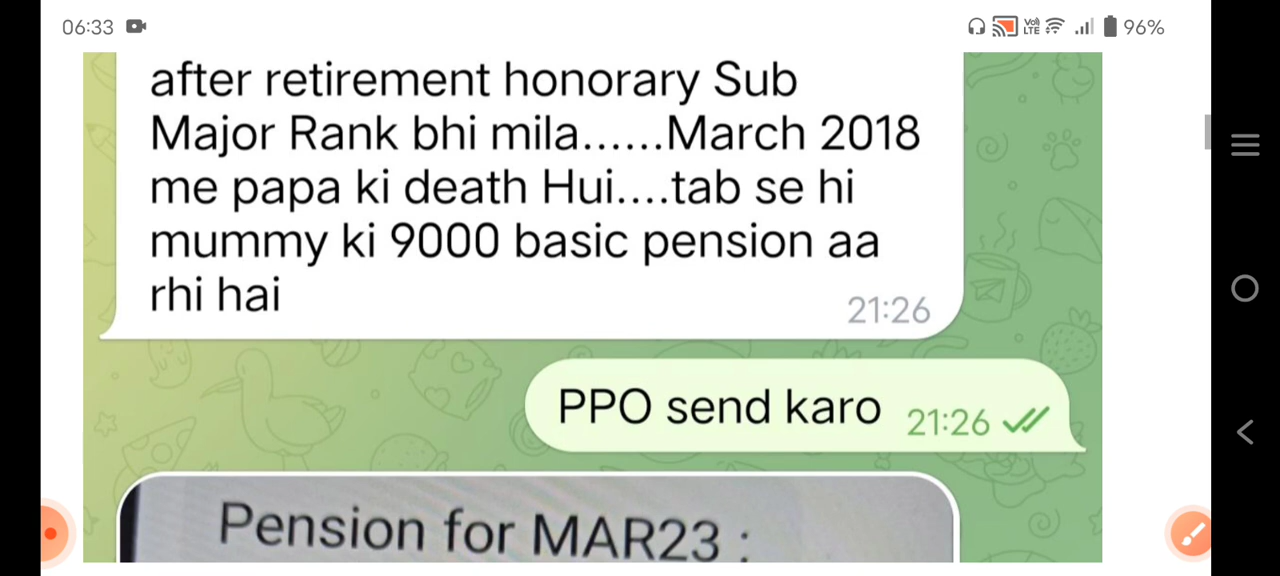 06:33
Vo) LTE 96%
after retirement honorary Sub
Major Rank bhi mila......March 2018
me papa ki death Hui....tab se hi
mummy ki 9000 basic pension aa
rhi hai
21:26
PPO send karo 21:26
Pension for MAR23 :